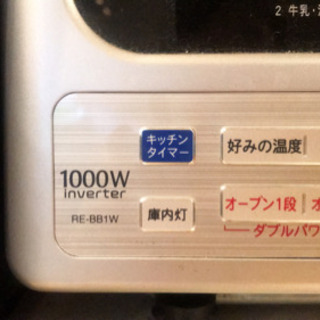 2 牛乳・
キッチン
タイマー
好みの温度
1000W
inverter
RE-BB1W
庫内灯
オープン1段
ダブルパワ